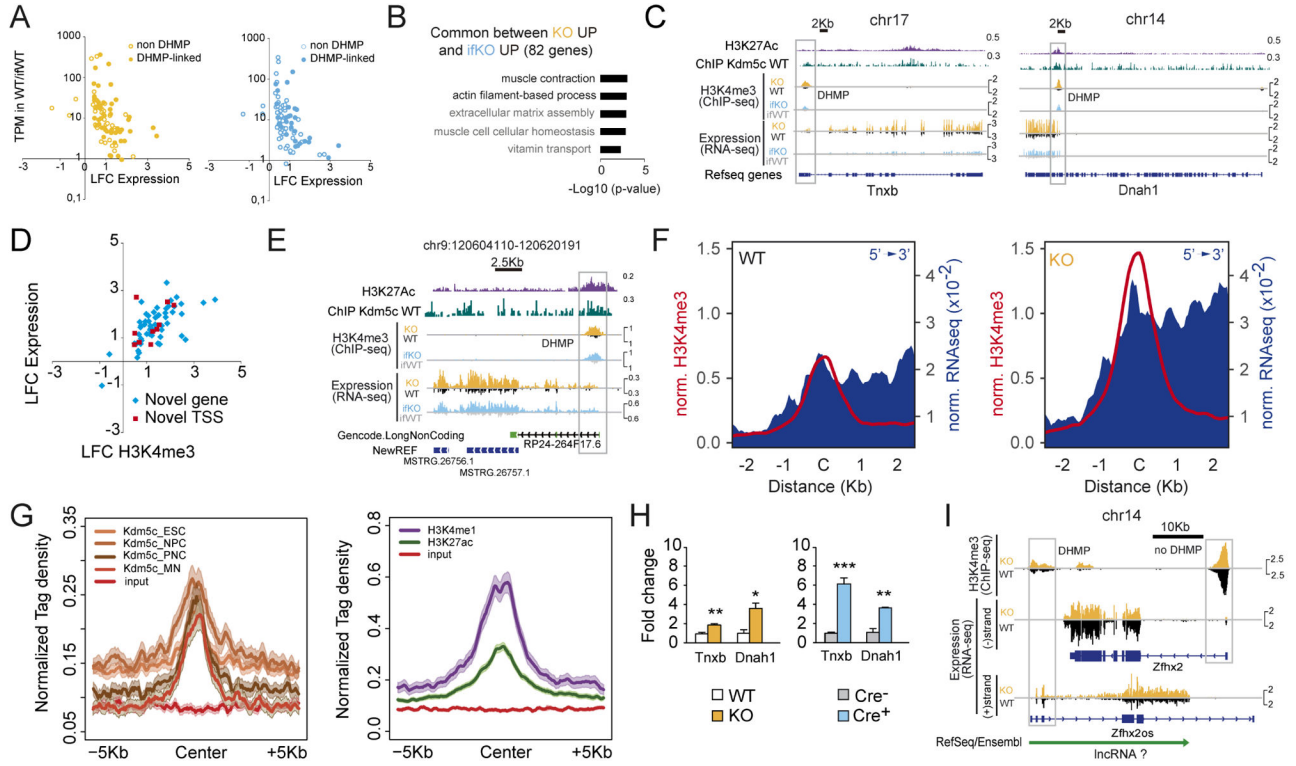 A
TPM in WT/ifWT
1000
300
100
30
10
3
1
0,1
-3
-1
0
1
3
5
LFC Expression
non DHMP
DHMP-linked
1000
300
100
30
10
1
0,1
-3
-1
0
1
3
5
LFC Expression
non DHMP
DHMP-linked
B
Common between KO UP
and ifKO UP (82 genes)
muscle contraction
actin filament-based process
extracellular matrix assembly
muscle cell cellular homeostasis
vitamin transport
0
5
-Log10 (p-value)
C
chr17
chr14
2Kb
2Kb
H3K27Ac
0.5
0.5
ChIP Kdm5c WT
0.3
0.3
H3K4me3
(ChIP-seq)
KO
WT
ifKO
ifWT
DHMP
DHMP
2
2
2
2
2
2
2
2
Expression
(RNA-seq)
KO
WT
ifKO
ifWT
3
3
3
3
2
2
2
2
Refseq genes
Tnxb
Dnah1
D
LFC Expression
5
3
1
-1
-3
-3
-1
1
3
5
Novel gene
Novel TSS
LFC H3K4me3
E
chr9:120604110-120620191
2.5Kb
H3K27Ac
0.2
ChIP Kdm5c WT
0.3
H3K4me3
(ChIP-seq)
KO
WT
ifKO
ifWT
DHMP
1
1
1
1
Expression
(RNA-seq)
KO
WT
ifKO
ifWT
0.3
0.3
0.6
0.6
Gencode.LongNonCoding
RP24-264F17.6
NewREF
MSTRG.26756.1
MSTRG.26757.1
F
WT
5' ► 3'
norm. H3K4me3
1.5
1.0
0.5
0.0
norm. RNAseq (x10-2)
4
3
2
1
-2
-1
C
1
2
Distance (Kb)
KO
5' ► 3'
norm. H3K4me3
1.5
1.0
0.5
0.0
norm. RNAseq (x10-2)
4
3
2
1
-2
-1
C
1
2
Distance (Kb)
G
Normalized Tag density
0.35
0.25
0.15
0.05
Kdm5c_ESC
Kdm5c_NPC
Kdm5c_PNC
Kdm5c_MN
input
−5Kb
Center
+5Kb
Normalized Tag density
0.8
0.6
0.4
0.2
0.0
H3K4me1
H3K27ac
input
−5Kb
Center
+5Kb
H
Fold change
10
8
6
4
2
0
**
*
Tnxb
Dnah1
WT
KO
10
8
6
4
2
0
***
**
Tnxb
Dnah1
Cre-
Cre+
I
chr14
10Kb
H3K4me3
(ChIP-seq)
KO
WT
DHMP
no DHMP
2.5
2.5
Expression
(RNA-seq)
(-)strand
KO
WT
2
2
Zfhx2
(+)strand
KO
WT
2
2
Zfhx2os
RefSeq/Ensembl
lncRNA ?